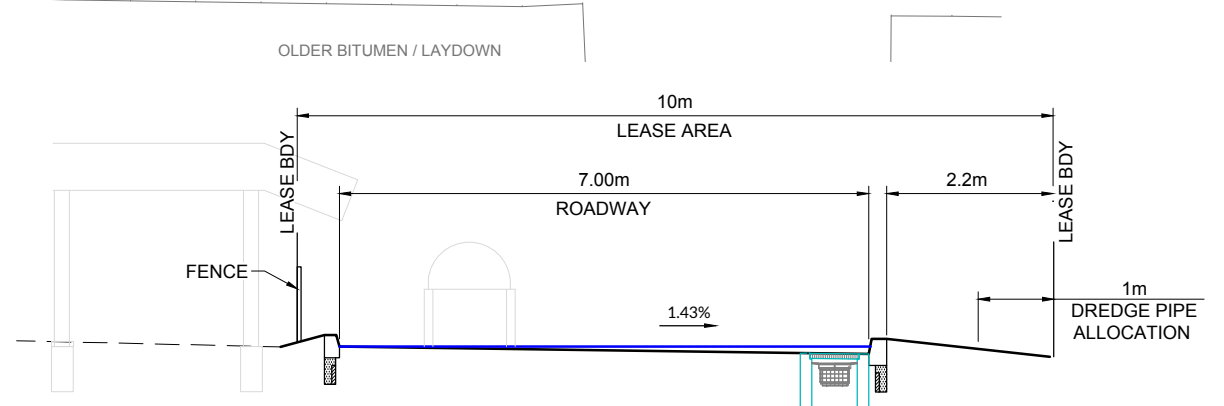 OLDER BITUMEN / LAYDOWN
10m
LEASE AREA
LEASE BDY
LEASE BDY
7.00m
ROADWAY
2.2m
FENCE
1.43%
1m
DREDGE PIPE
ALLOCATION